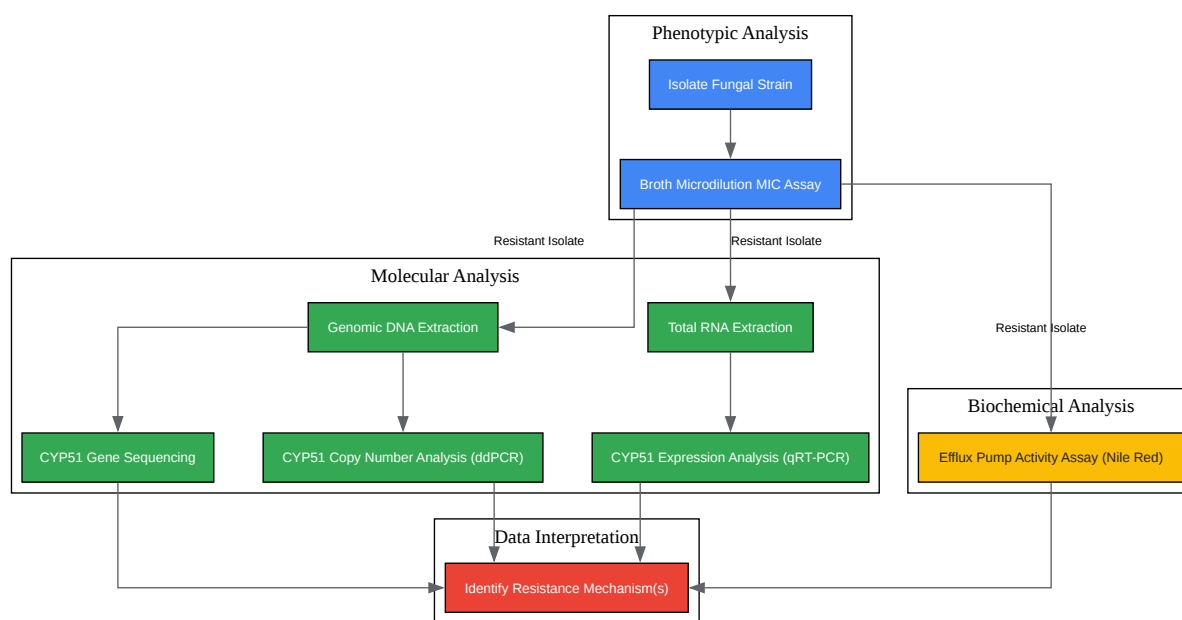 Phenotypic Analysis
Isolate Fungal Strain
Broth Microdilution MIC Assay
Resistant Isolate
Resistant Isolate
Molecular Analysis
Genomic DNA Extraction
Total RNA Extraction
Resistant Isolate
Biochemical Analysis
CYP51 Gene Sequencing
CYP51 Copy Number Analysis (ddPCR)
CYP51 Expression Analysis (qRT-PCR)
Efflux Pump Activity Assay (Nile Red)
Data Interpretation
Identify Resistance Mechanism(s)